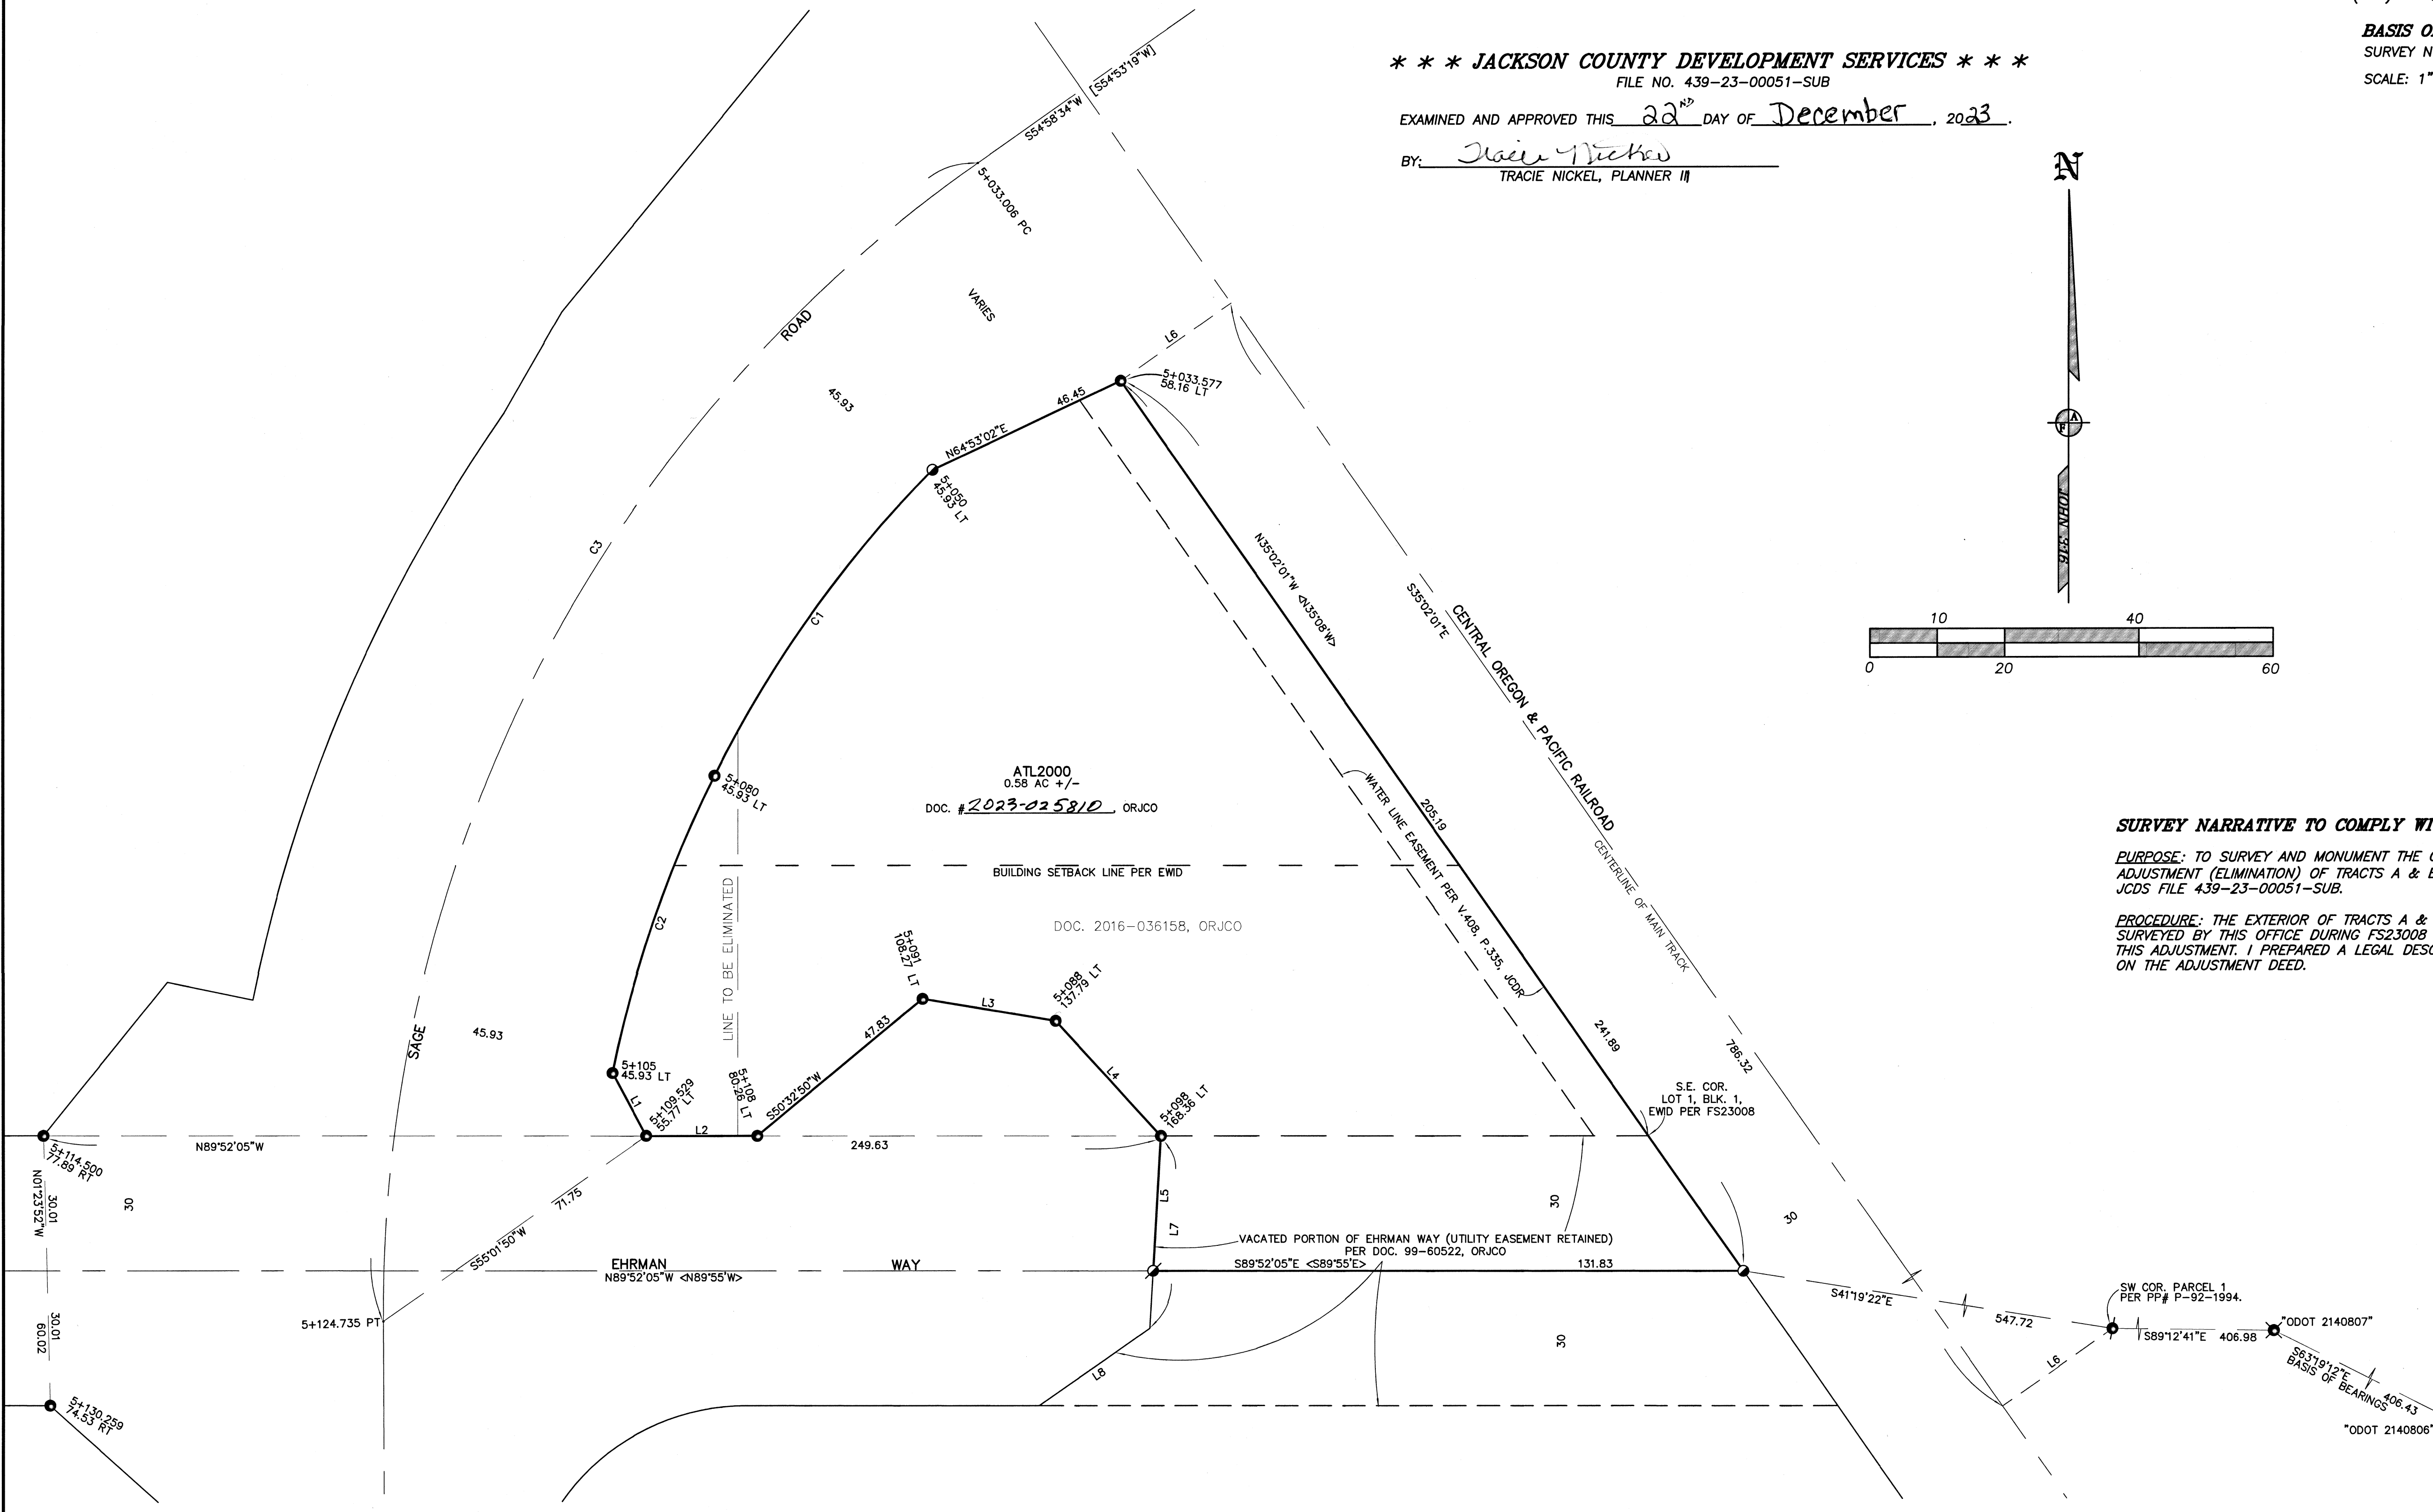 BASIS O
SURVEY N
SCALE: 1"
* * * JACKSON COUNTY DEVELOPMENT SERVICES * * *
FILE NO. 439-23-00051-SUB
EXAMINED AND APPROVED THIS 22ND DAY OF December, 2023.
BY: Tracie Nickel
TRACIE NICKEL, PLANNER III
N
A
F
JOHN 3:16
10 40
0 20 60
S54°58'34"W [S54°53'19"W]
5+033.006 PC
VARIES
ROAD
45.93
L6
5+033.577
58.16 LT
46.45
N64°53'02"E
5+050
45.93 LT
C3
C1
N35°02'01"W <N35°08'W>
S35°02'01"E
CENTRAL OREGON & PACIFIC RAILROAD
CENTERLINE OF MAIN TRACK
205.19
WATER LINE EASEMENT PER V.408, P.335, JCDR
5+080
45.93 LT
ATL2000
0.58 AC +/-
DOC. #2023-025810, ORJCO
BUILDING SETBACK LINE PER EWID
DOC. 2016-036158, ORJCO
LINE TO BE ELIMINATED
C2
SURVEY NARRATIVE TO COMPLY WI
PURPOSE: TO SURVEY AND MONUMENT THE
ADJUSTMENT (ELIMINATION) OF TRACTS A &
JCDS FILE 439-23-00051-SUB.
PROCEDURE: THE EXTERIOR OF TRACTS A &
SURVEYED BY THIS OFFICE DURING FS23008
THIS ADJUSTMENT. I PREPARED A LEGAL DESC
ON THE ADJUSTMENT DEED.
5+091
108.27 LT
L3
5+088
137.79 LT
47.83
S50°32'50"W
L4
SAGE
45.93
5+105
45.93 LT
L1
5+109.529
55.77 LT
5+108
80.26 LT
L2
5+098
168.36 LT
241.89
786.32
S.E. COR.
LOT 1, BLK. 1,
EWID PER FS23008
N89°52'05"W
249.63
5+114.500
77.89 RT
N01°23'52"W
30.01
30
71.75
S55°01'50"W
L5
L7
30
30
VACATED PORTION OF EHRMAN WAY (UTILITY EASEMENT RETAINED)
PER DOC. 99-60522, ORJCO
EHRMAN WAY
N89°52'05"W <N89°55'W>
S89°52'05"E <S89°55'E>
131.83
5+124.735 PT
30.01
60.02
5+130.259
74.53 RT
L8
30
S41°19'22"E
547.72
SW COR. PARCEL 1
PER PP# P-92-1994.
L6
S89°12'41"E 406.98
"ODOT 2140807"
S63°19'12"E
BASIS OF BEARINGS
406.43
"ODOT 2140806"